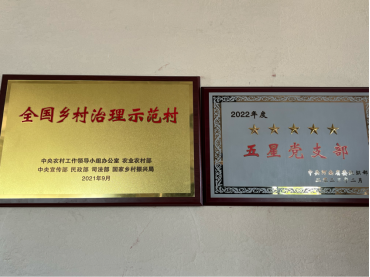 全国乡村治理示范村
中央农村工作领导小组办公室 农业农村部
中央宣传部 民政部 司法部 国家乡村振兴局
2021年9月
2022年度
五星党支部